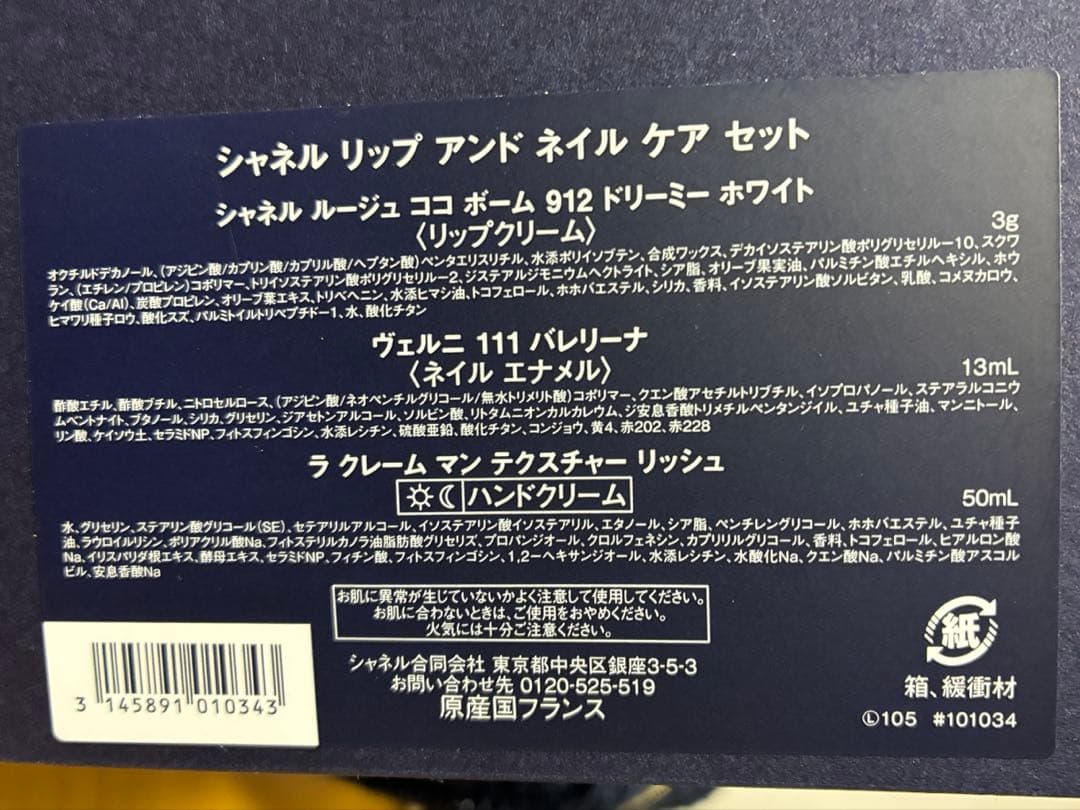 シャネル リップ アンド ネイル ケア セット
シャネル ルージュ ココ ボーム 912 ドリーミー ホワイト
〈リップクリーム〉
3g
オクチルドデカノール、(アジピン酸/カプリン酸/カプリル酸/ヘプタン酸)ペンタエリスリチル、水添ポリイソブテン、合成ワックス、デカイソステアリン酸ポリグリセリル－10、スクワ
ラン、(エチレン/プロピレン)コポリマー、トリイソステアリン酸ポリグリセリル－2、ジステアルジモニウムヘクトライト、シア脂、オリーブ果実油、パルミチン酸エチルヘキシル、ホウ
ケイ酸(Ca/Al)、炭酸プロピレン、オリーブ葉エキス、トリベヘニン、水添ヒマシ油、トコフェロール、ホホバエステル、シリカ、香料、イソステアリン酸ソルビタン、乳酸、コメヌカロウ、
ヒマワリ種子ロウ、酸化スズ、パルミトイルトリペプチド－1、水、酸化チタン
ヴェルニ 111 バレリーナ
〈ネイル エナメル〉
13mL
酢酸エチル、酢酸ブチル、ニトロセルロース、(アジピン酸/ネオペンチルグリコール/無水トリメリト酸)コポリマー、クエン酸アセチルトリブチル、イソプロパノール、ステアラルコニウ
ムベントナイト、ブタノール、シリカ、グリセリン、ジアセトンアルコール、ソルビン酸、リトタムニオンカルカレウム、ジ安息香酸トリメチルペンタンジイル、ユチャ種子油、マンニトール、
リン酸、ケイソウ土、セラミドNP、フィトスフィンゴシン、水添レシチン、硫酸亜鉛、酸化チタン、コンジョウ、黄4、赤202、赤228
ラ クレーム マン テクスチャー リッシュ
ハンドクリーム
50mL
水、グリセリン、ステアリン酸グリコール(SE)、セテアリルアルコール、イソステアリン酸イソステアリル、エタノール、シア脂、ペンチレングリコール、ホホバエステル、ユチャ種子
油、ラウロイルリシン、ポリアクリル酸Na、フィトステリルカノラ油脂肪酸グリセリズ、プロパンジオール、クロルフェネシン、カプリリルグリコール、香料、トコフェロール、ヒアルロン酸
Na、イリスパリダ根エキス、酵母エキス、セラミドNP、フィチン酸、フィトスフィンゴシン、1,2－ヘキサンジオール、水添レシチン、水酸化Na、クエン酸Na、パルミチン酸アスコル
ビル、安息香酸Na
お肌に異常が生じていないかよく注意して使用してください。
お肌に合わないときは、ご使用をおやめください。
火気には十分ご注意ください。
シャネル合同会社 東京都中央区銀座3-5-3
お問い合わせ先 0120-525-519
原産国フランス
3 145891 010343
紙
箱、緩衝材
Ⓛ105 #101034